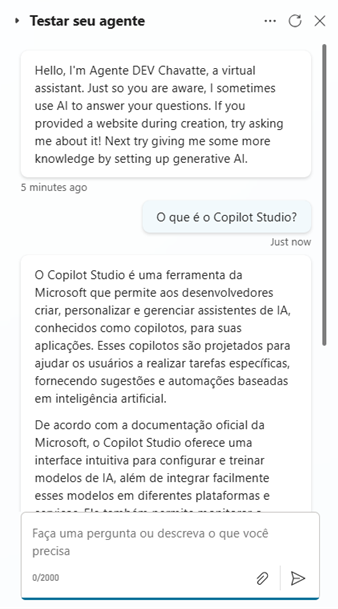 Testar seu agente
Hello, I'm Agente DEV Chavatte, a virtual
assistant. Just so you are aware, I sometimes
use AI to answer your questions. If you
provided a website during creation, try asking
me about it! Next try giving me some more
knowledge by setting up generative AI.
5 minutes ago
O que é o Copilot Studio?
Just now
O Copilot Studio é uma ferramenta da
Microsoft que permite aos desenvolvedores
criar, personalizar e gerenciar assistentes de IA,
conhecidos como copilotos, para suas
aplicações. Esses copilotos são projetados para
ajudar os usuários a realizar tarefas específicas,
fornecendo sugestões e automações baseadas
em inteligência artificial.
De acordo com a documentação oficial da
Microsoft, o Copilot Studio oferece uma
interface intuitiva para configurar e treinar
modelos de IA, além de integrar facilmente
esses modelos em diferentes plataformas e
Faça uma pergunta ou descreva o que você
precisa
0/2000